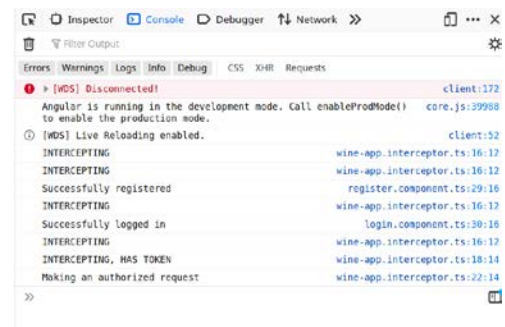 Inspector Console Debugger Network
Filter Output
Errors Warnings Logs Info Debug CSS XHR Requests
[WDS] Disconnected! client:172
Angular is running in the development mode. Call enableProdMode() core.js:39988
to enable the production mode.
[WDS] Live Reloading enabled. client:52
INTERCEPTING wine-app.interceptor.ts:16:12
INTERCEPTING wine-app.interceptor.ts:16:12
Successfully registered register.component.ts:29:16
INTERCEPTING wine-app.interceptor.ts:16:12
Successfully logged in login.component.ts:30:16
INTERCEPTING wine-app.interceptor.ts:16:12
INTERCEPTING, HAS TOKEN wine-app.interceptor.ts:18:14
Making an authorized request wine-app.interceptor.ts:22:14